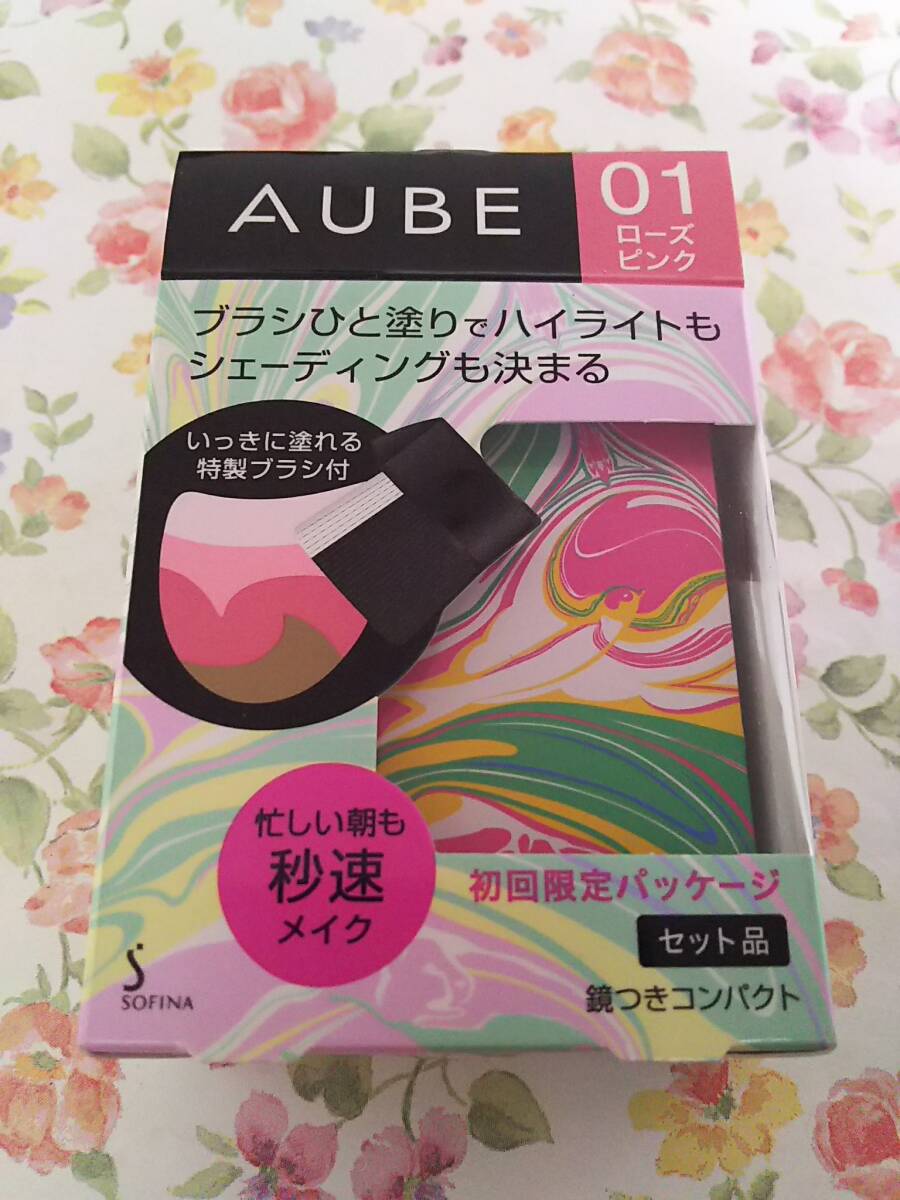 AUBE
01
ローズ
ピンク
ブラシひと塗りでハイライトも
シェーディングも決まる
いっきに塗れる
特製ブラシ付
忙しい朝も
秒速
メイク
初回限定パッケージ
セット品
鏡つきコンパクト
SOFINA